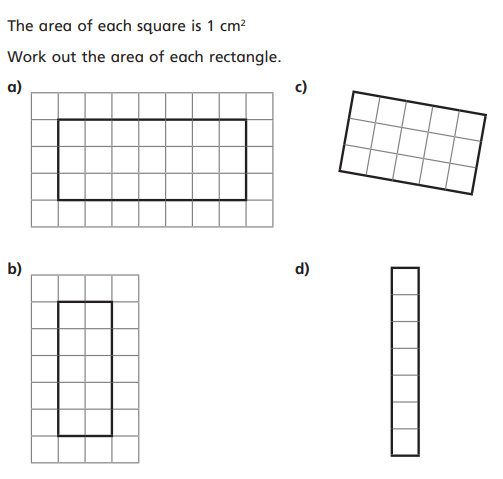 The area of each square is 1 cm²
Work out the area of each rectangle.
a)
c)
b)
d)